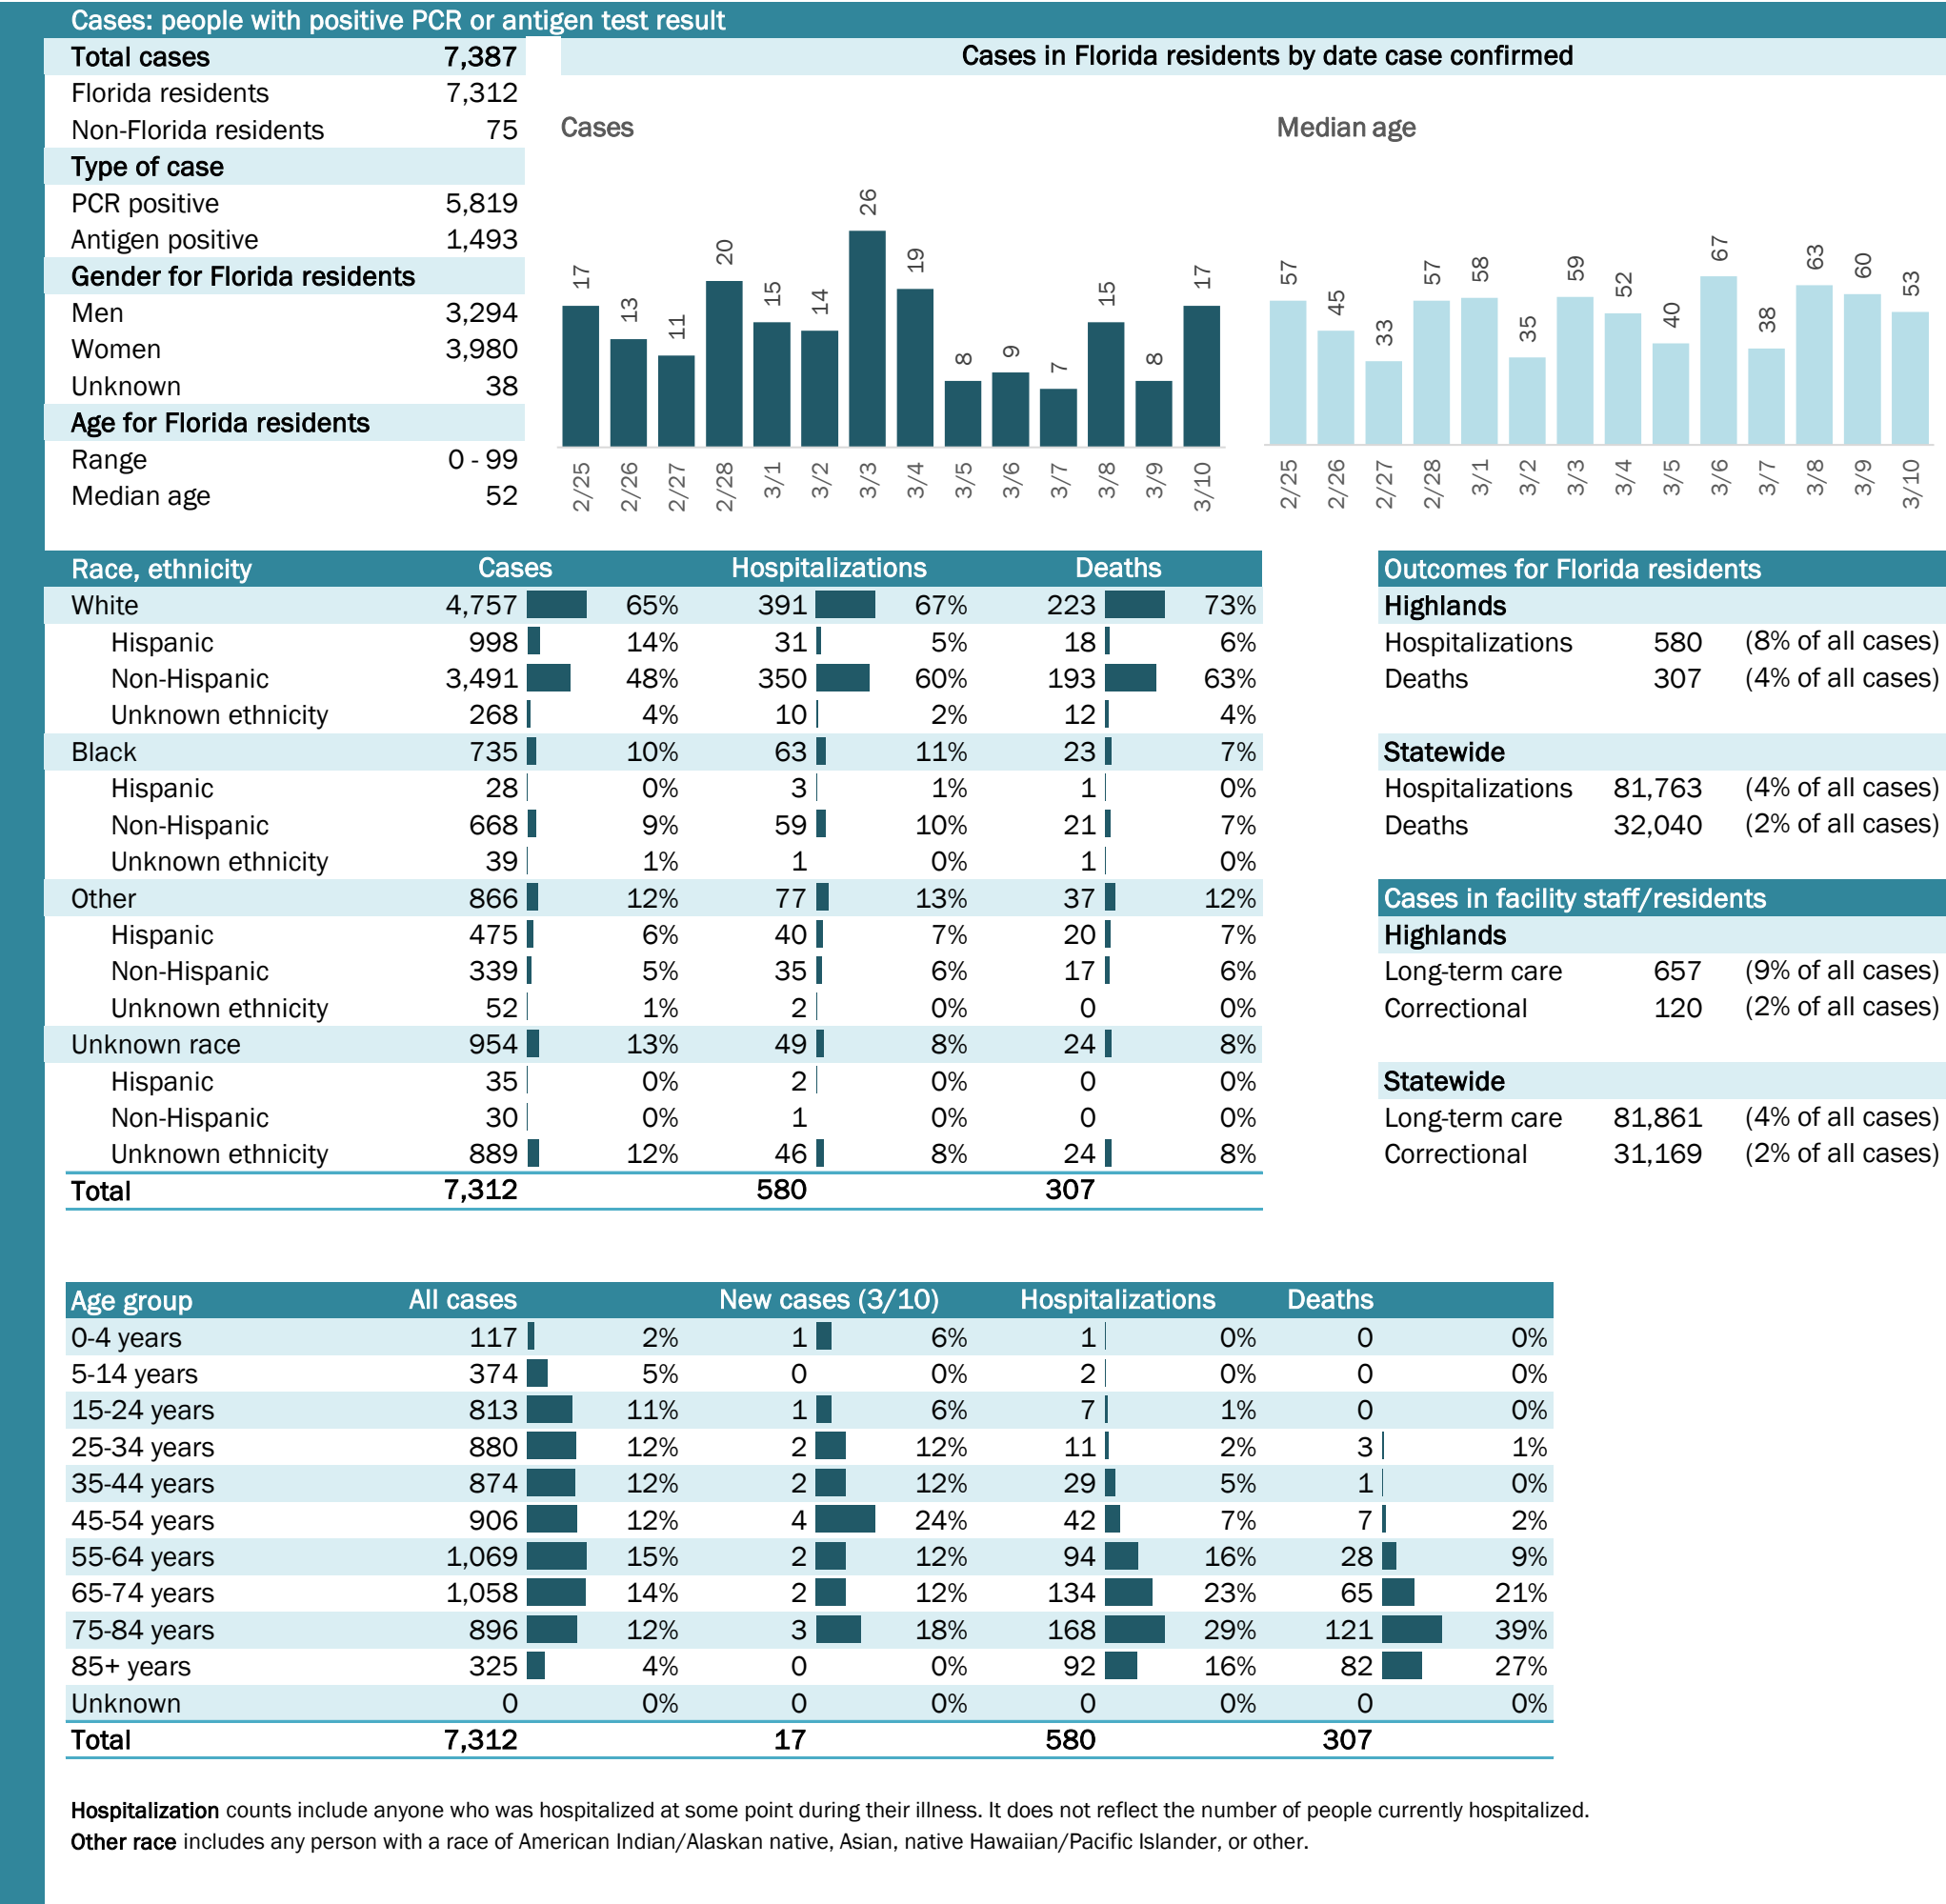 Cases: people with positive PCR or antigen test result
Total cases 7,387
Florida residents 7,312
Non-Florida residents 75
Type of case
PCR positive 5,819
Antigen positive 1,493
Gender for Florida residents
Men 3,294
Women 3,980
Unknown 38
Age for Florida residents
Range 0 - 99
Median age 52
Cases in Florida residents by date case confirmed
Cases
17 13 11 20 15 14 26 19 8 9 7 15 8 17
2/25 2/26 2/27 2/28 3/1 3/2 3/3 3/4 3/5 3/6 3/7 3/8 3/9 3/10
Median age
57 45 33 57 58 35 59 52 40 67 38 63 60 53
2/25 2/26 2/27 2/28 3/1 3/2 3/3 3/4 3/5 3/6 3/7 3/8 3/9 3/10
Race, ethnicity Cases Hospitalizations Deaths
White 4,757 65% 391 67% 223 73%
Hispanic 998 14% 31 5% 18 6%
Non-Hispanic 3,491 48% 350 60% 193 63%
Unknown ethnicity 268 4% 10 2% 12 4%
Black 735 10% 63 11% 23 7%
Hispanic 28 0% 3 1% 1 0%
Non-Hispanic 668 9% 59 10% 21 7%
Unknown ethnicity 39 1% 1 0% 1 0%
Other 866 12% 77 13% 37 12%
Hispanic 475 6% 40 7% 20 7%
Non-Hispanic 339 5% 35 6% 17 6%
Unknown ethnicity 52 1% 2 0% 0 0%
Unknown race 954 13% 49 8% 24 8%
Hispanic 35 0% 2 0% 0 0%
Non-Hispanic 30 0% 1 0% 0 0%
Unknown ethnicity 889 12% 46 8% 24 8%
Total 7,312 580 307
Outcomes for Florida residents
Highlands
Hospitalizations 580 (8% of all cases)
Deaths 307 (4% of all cases)
Statewide
Hospitalizations 81,763 (4% of all cases)
Deaths 32,040 (2% of all cases)
Cases in facility staff/residents
Highlands
Long-term care 657 (9% of all cases)
Correctional 120 (2% of all cases)
Statewide
Long-term care 81,861 (4% of all cases)
Correctional 31,169 (2% of all cases)
Age group All cases New cases (3/10) Hospitalizations Deaths
0-4 years 117 2% 1 6% 1 0% 0 0%
5-14 years 374 5% 0 0% 2 0% 0 0%
15-24 years 813 11% 1 6% 7 1% 0 0%
25-34 years 880 12% 2 12% 11 2% 3 1%
35-44 years 874 12% 2 12% 29 5% 1 0%
45-54 years 906 12% 4 24% 42 7% 7 2%
55-64 years 1,069 15% 2 12% 94 16% 28 9%
65-74 years 1,058 14% 2 12% 134 23% 65 21%
75-84 years 896 12% 3 18% 168 29% 121 39%
85+ years 325 4% 0 0% 92 16% 82 27%
Unknown 0 0% 0 0% 0 0% 0 0%
Total 7,312 17 580 307
Hospitalization counts include anyone who was hospitalized at some point during their illness. It does not reflect the number of people currently hospitalized.
Other race includes any person with a race of American Indian/Alaskan native, Asian, native Hawaiian/Pacific Islander, or other.